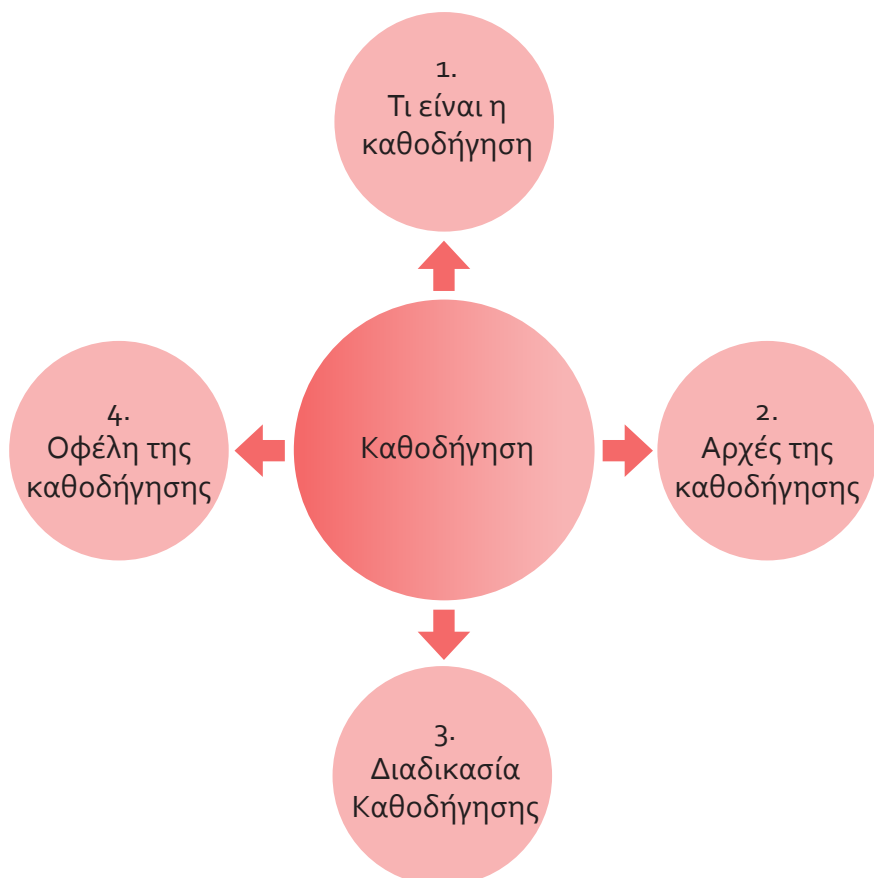 1.
Τι είναι η
καθοδήγηση
4.
Οφέλη της
καθοδήγησης
Καθοδήγηση
2.
Αρχές της
καθοδήγησης
3.
Διαδικασία
Καθοδήγησης